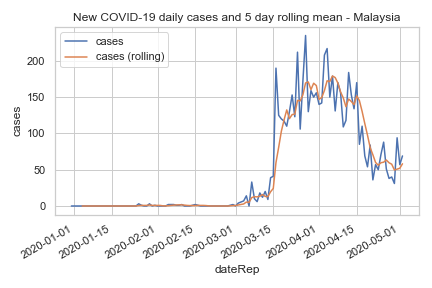 New COVID-19 daily cases and 5 day rolling mean - Malaysia
cases
cases (rolling)
200
150
100
50
0
cases
2020-01-01
2020-01-15
2020-02-01
2020-02-15
2020-03-01
2020-03-15
2020-04-01
2020-04-15
2020-05-01
dateRep